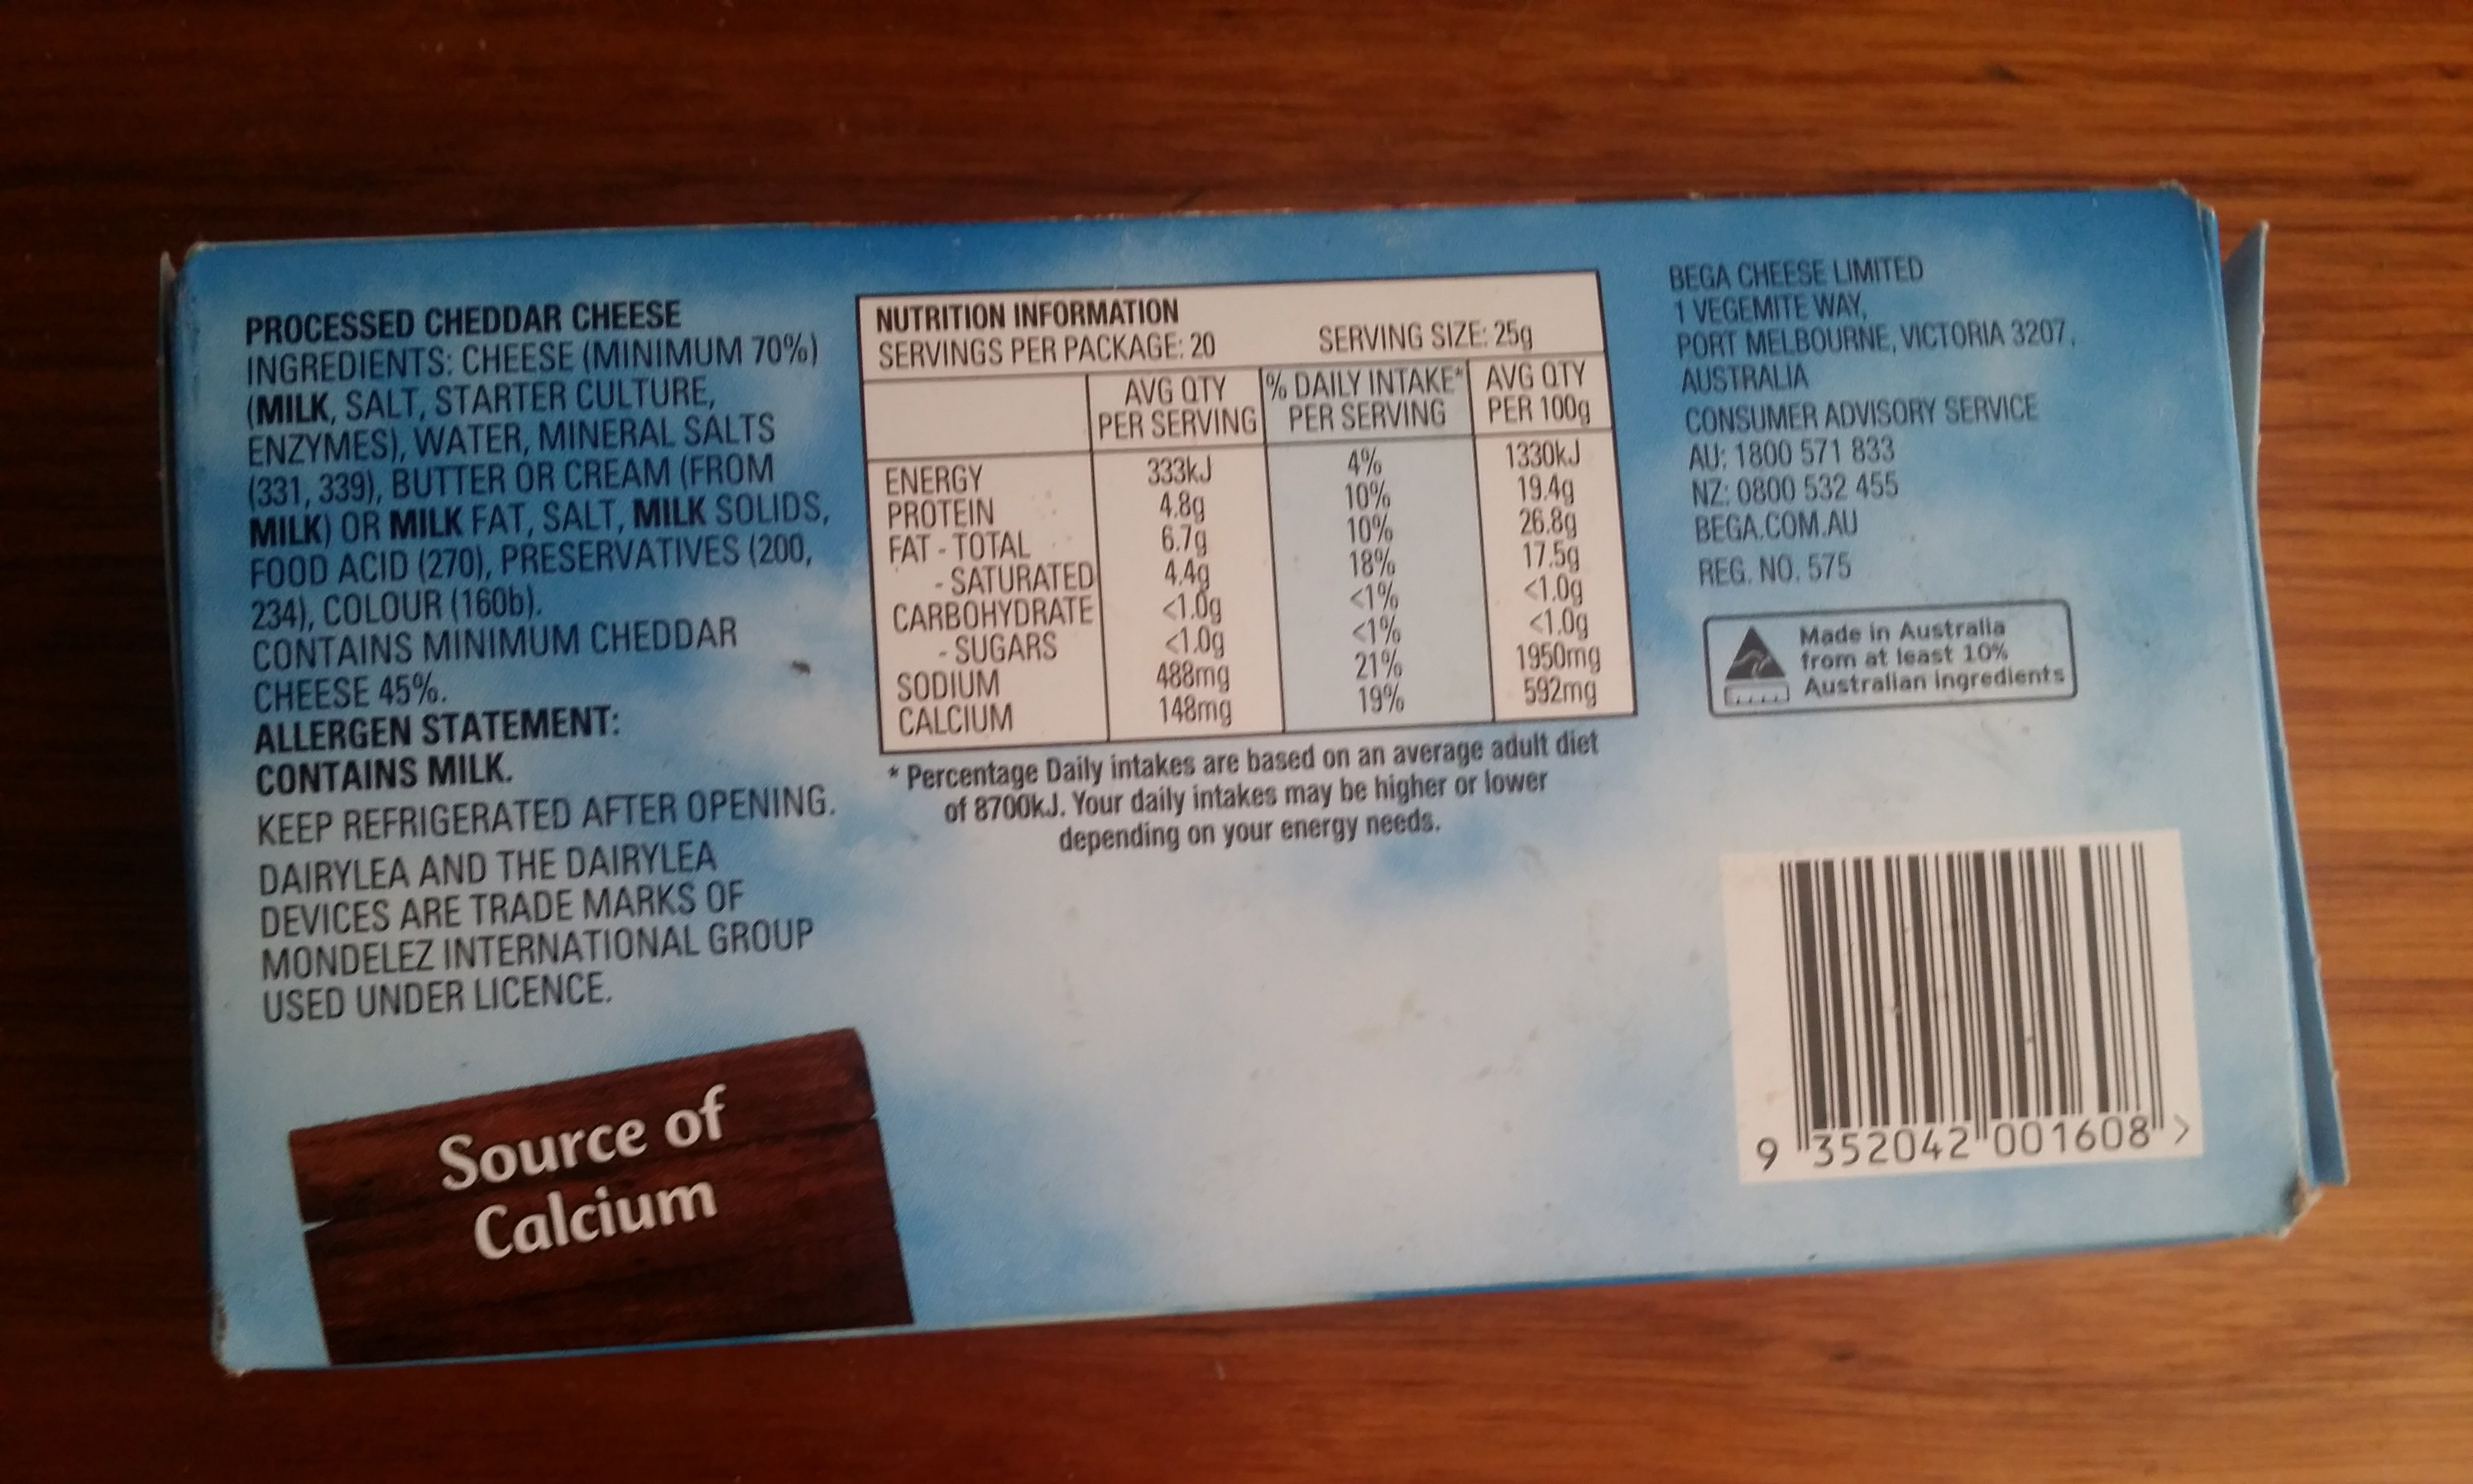 PROCESSED CHEDDAR CHEESE
INGREDIENTS: CHEESE (MINIMUM 70%)
(MILK, SALT, STARTER CULTURE,
ENZYMES), WATER, MINERAL SALTS
(331, 339), BUTTER OR CREAM (FROM
MILK) OR MILK FAT, SALT, MILK SOLIDS,
FOOD ACID (270), PRESERVATIVES (200,
234), COLOUR (160b).
CONTAINS MINIMUM CHEDDAR
CHEESE 45%.
ALLERGEN STATEMENT:
CONTAINS MILK.
KEEP REFRIGERATED AFTER OPENING.
DAIRYLEA AND THE DAIRYLEA
DEVICES ARE TRADE MARKS OF
MONDELEZ INTERNATIONAL GROUP
USED UNDER LICENCE.
Source of
Calcium
NUTRITION INFORMATION
SERVINGS PER PACKAGE: 20 SERVING SIZE: 25g
AVG QTY % DAILY INTAKE* AVG QTY
PER SERVING PER SERVING PER 100g
ENERGY 333kJ 4% 1330kJ
PROTEIN 4.8g 10% 19.4g
FAT - TOTAL 6.7g 10% 26.8g
- SATURATED 4.4g 18% 17.5g
CARBOHYDRATE <1.0g <1% <1.0g
- SUGARS <1.0g <1% <1.0g
SODIUM 488mg 21% 1950mg
CALCIUM 148mg 19% 592mg
* Percentage Daily intakes are based on an average adult diet
of 8700kJ. Your daily intakes may be higher or lower
depending on your energy needs.
BEGA CHEESE LIMITED
1 VEGEMITE WAY,
PORT MELBOURNE, VICTORIA 3207,
AUSTRALIA
CONSUMER ADVISORY SERVICE
AU: 1800 571 833
NZ: 0800 532 455
BEGA.COM.AU
REG. NO. 575
Made in Australia
from at least 10%
Australian ingredients
9 352042 001608 >